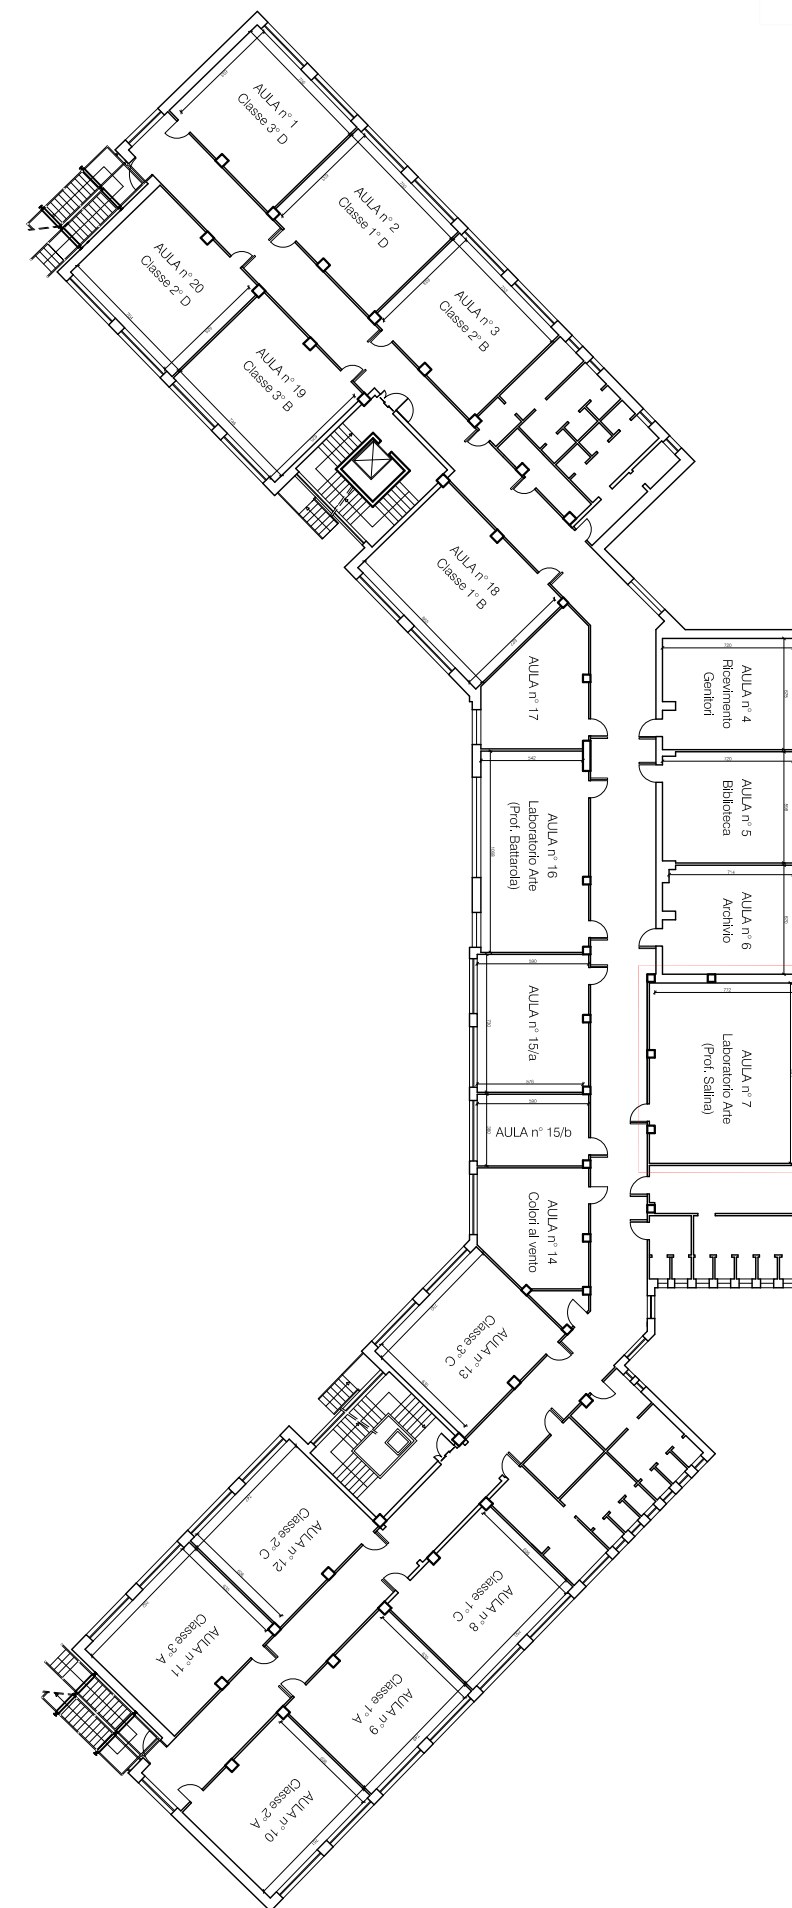 AULA n° 1
Classe 3° D
AULA n° 2
Classe 1° D
AULA n° 3
Classe 2° B
AULA n° 20
Classe 2° D
AULA n° 19
Classe 3° B
AULA n° 18
Classe 1° B
AULA n° 17
AULA n° 4
Ricevimento
Genitori
AULA n° 5
Biblioteca
AULA n° 16
Laboratorio Arte
(Prof. Battarola)
AULA n° 6
Archivio
AULA n° 15/a
AULA n° 7
Laboratorio Arte
(Prof. Salina)
AULA n° 15/b
AULA n° 14
Colori al vento
AULA n° 13
Classe 3° C
AULA n° 12
Classe 2° C
AULA n° 8
Classe 1° C
AULA n° 11
Classe 3° A
AULA n° 9
Classe 1° A
AULA n° 10
Classe 2° A